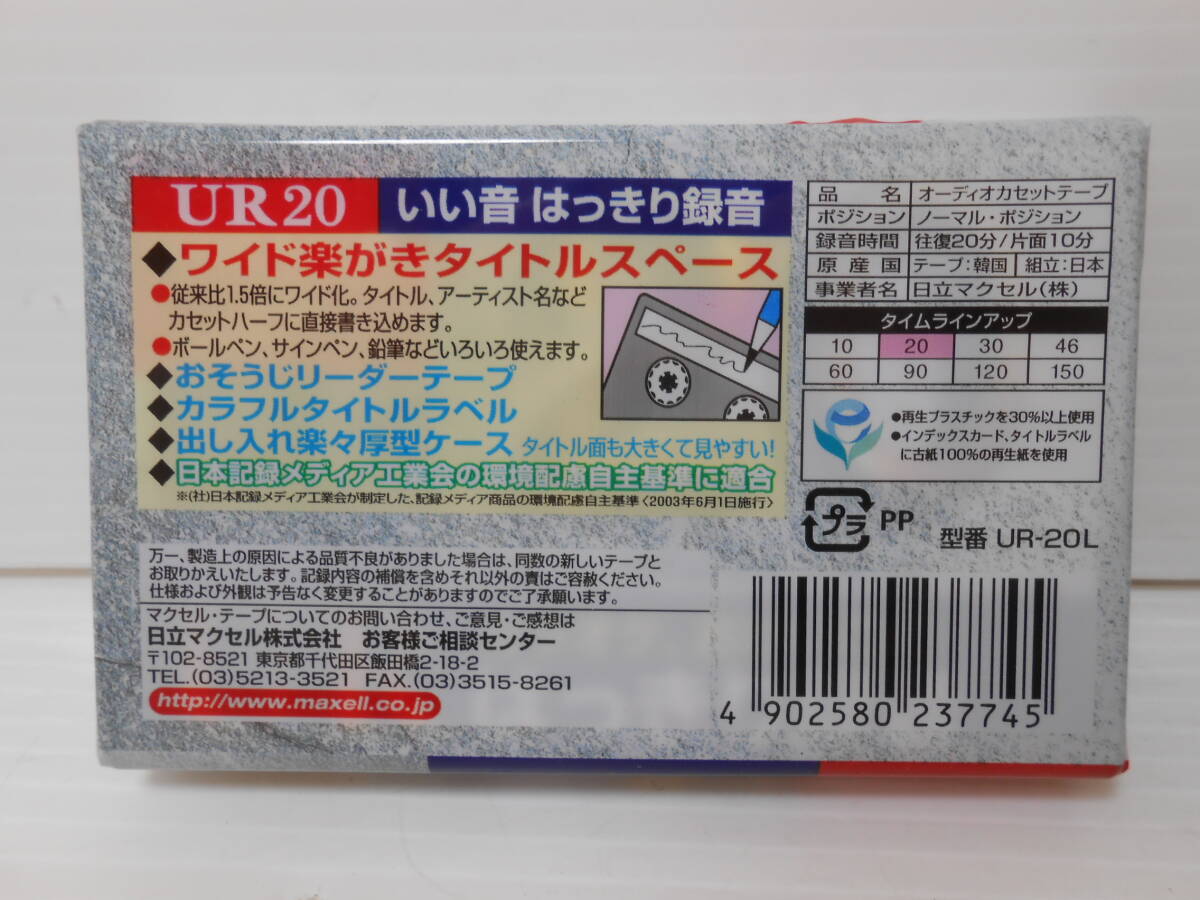 UR 20 いい音 はっきり録音
◆ワイド楽がきタイトルスペース
●従来比1.5倍にワイド化。タイトル、アーティスト名など
カセットハーフに直接書き込めます。
●ボールペン、サインペン、鉛筆などいろいろ使えます。
◆おそうじリーダーテープ
◆カラフルタイトルラベル
◆出し入れ楽々厚型ケース タイトル面も大きくて見やすい!
◆日本記録メディア工業会の環境配慮自主基準に適合
※(社)日本記録メディア工業会が制定した、記録メディア商品の環境配慮自主基準〈2003年6月1日施行〉
万一、製造上の原因による品質不良がありました場合は、同数の新しいテープと
お取りかえいたします。記録内容の補償を含めそれ以外の責はご容赦ください。
仕様および外観は予告なく変更することがありますのでご了承願います。
マクセル・テープについてのお問い合わせ、ご意見・ご感想は
日立マクセル株式会社 お客様ご相談センター
〒102-8521 東京都千代田区飯田橋2-18-2
TEL.(03)5213-3521 FAX.(03)3515-8261
http://www.maxell.co.jp
品名 オーディオカセットテープ
ポジション ノーマル・ポジション
録音時間 往復20分/片面10分
原産国 テープ:韓国 組立:日本
事業者名 日立マクセル(株)
タイムラインアップ
10 20 30 46
60 90 120 150
●再生プラスチックを30%以上使用
●インデックスカード、タイトルラベル
に古紙100%の再生紙を使用
プラ PP
型番 UR-20L
4 902580 237745